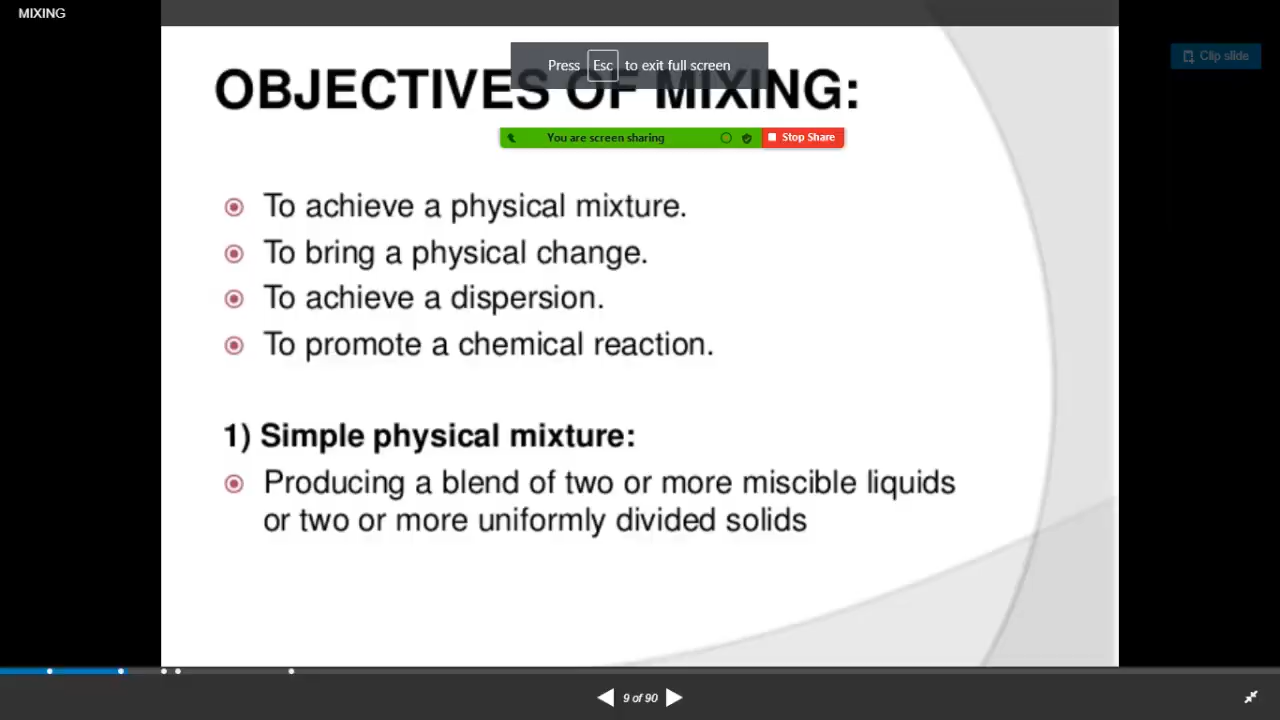 MIXING
Press Esc to exit full screen
Clip slide
OBJECTIVES OF MIXING:
You are screen sharing
Stop Share
To achieve a physical mixture.
To bring a physical change.
To achieve a dispersion.
To promote a chemical reaction.
1) Simple physical mixture:
Producing a blend of two or more miscible liquids
or two or more uniformly divided solids
9 of 90